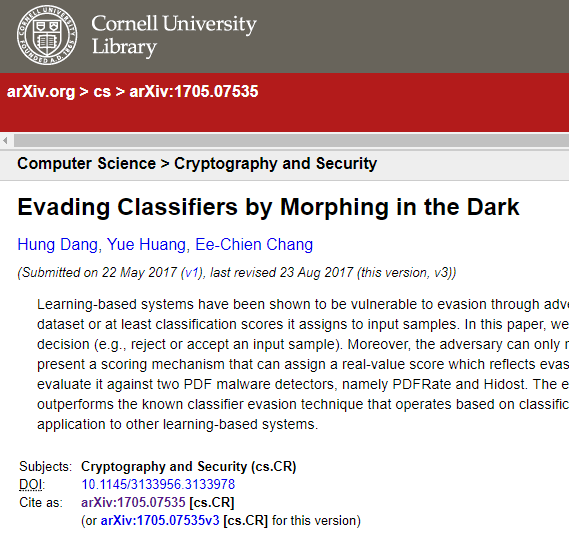 Cornell University
Library
arXiv.org > cs > arXiv:1705.07535
Computer Science > Cryptography and Security
Evading Classifiers by Morphing in the Dark
Hung Dang, Yue Huang, Ee-Chien Chang
(Submitted on 22 May 2017 (v1), last revised 23 Aug 2017 (this version, v3))
Learning-based systems have been shown to be vulnerable to evasion through adve
dataset or at least classification scores it assigns to input samples. In this paper, we
decision (e.g., reject or accept an input sample). Moreover, the adversary can only
present a scoring mechanism that can assign a real-value score which reflects evas
evaluate it against two PDF malware detectors, namely PDFRate and Hidost. The e
outperforms the known classifier evasion technique that operates based on classific
application to other learning-based systems.
Subjects: Cryptography and Security (cs.CR)
DOI: 10.1145/3133956.3133978
Cite as: arXiv:1705.07535 [cs.CR]
(or arXiv:1705.07535v3 [cs.CR] for this version)